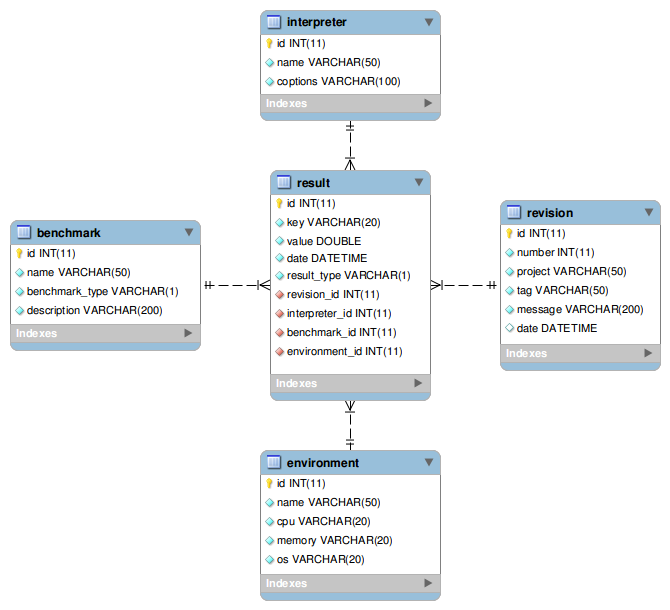 interpreter
id INT(11)
name VARCHAR(50)
coptions VARCHAR(100)
Indexes
result
id INT(11)
key VARCHAR(20)
value DOUBLE
date DATETIME
result_type VARCHAR(1)
revision_id INT(11)
interpreter_id INT(11)
benchmark_id INT(11)
environment_id INT(11)
Indexes
benchmark
id INT(11)
name VARCHAR(50)
benchmark_type VARCHAR(1)
description VARCHAR(200)
Indexes
revision
id INT(11)
number INT(11)
project VARCHAR(50)
tag VARCHAR(50)
message VARCHAR(200)
date DATETIME
Indexes
environment
id INT(11)
name VARCHAR(50)
cpu VARCHAR(20)
memory VARCHAR(20)
os VARCHAR(20)
Indexes